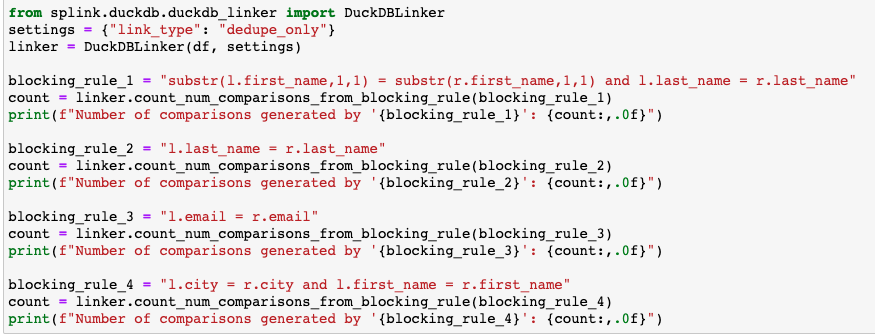 from splink.duckdb.duckdb_linker import DuckDBLinker
settings = {"link_type": "dedupe_only"}
linker = DuckDBLinker(df, settings)

blocking_rule_1 = "substr(l.first_name,1,1) = substr(r.first_name,1,1) and l.last_name = r.last_name"
count = linker.count_num_comparisons_from_blocking_rule(blocking_rule_1)
print(f"Number of comparisons generated by '{blocking_rule_1}': {count:,.0f}")

blocking_rule_2 = "l.last_name = r.last_name"
count = linker.count_num_comparisons_from_blocking_rule(blocking_rule_2)
print(f"Number of comparisons generated by '{blocking_rule_2}': {count:,.0f}")

blocking_rule_3 = "l.email = r.email"
count = linker.count_num_comparisons_from_blocking_rule(blocking_rule_3)
print(f"Number of comparisons generated by '{blocking_rule_3}': {count:,.0f}")

blocking_rule_4 = "l.city = r.city and l.first_name = r.first_name"
count = linker.count_num_comparisons_from_blocking_rule(blocking_rule_4)
print(f"Number of comparisons generated by '{blocking_rule_4}': {count:,.0f}")